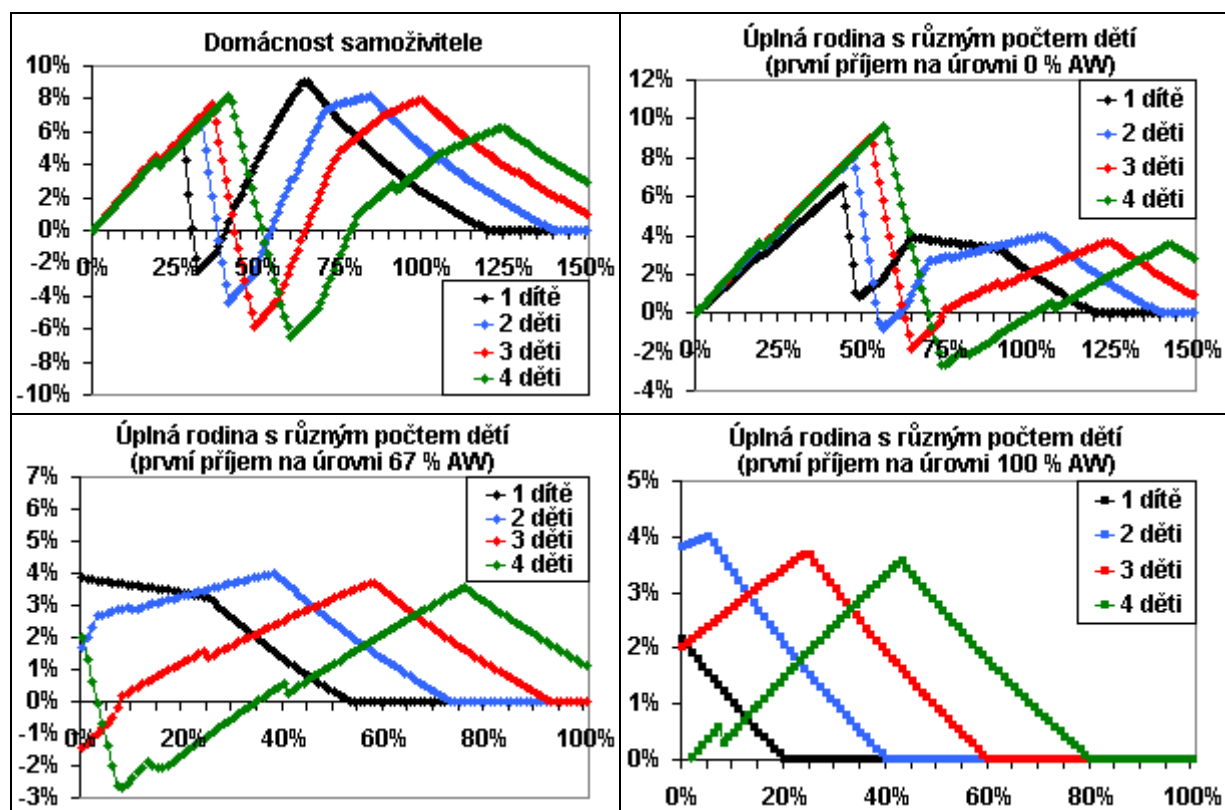 Domácnost samoživitele
10%
8%
6%
4%
2%
0%
-2%
-4%
-6%
-8%
-10%
0%
25%
50%
75%
100%
125%
150%
1 dítě
2 děti
3 děti
4 děti
Úplná rodina s různým počtem dětí
(první příjem na úrovni 0 % AW)
12%
10%
8%
6%
4%
2%
0%
-2%
-4%
0%
25%
50%
75%
100%
125%
150%
1 dítě
2 děti
3 děti
4 děti
Úplná rodina s různým počtem dětí
(první příjem na úrovni 67 % AW)
7%
6%
5%
4%
3%
2%
1%
0%
-1%
-2%
-3%
0%
20%
40%
60%
80%
100%
1 dítě
2 děti
3 děti
4 děti
Úplná rodina s různým počtem dětí
(první příjem na úrovni 100 % AW)
5%
4%
3%
2%
1%
0%
0%
20%
40%
60%
80%
100%
1 dítě
2 děti
3 děti
4 děti